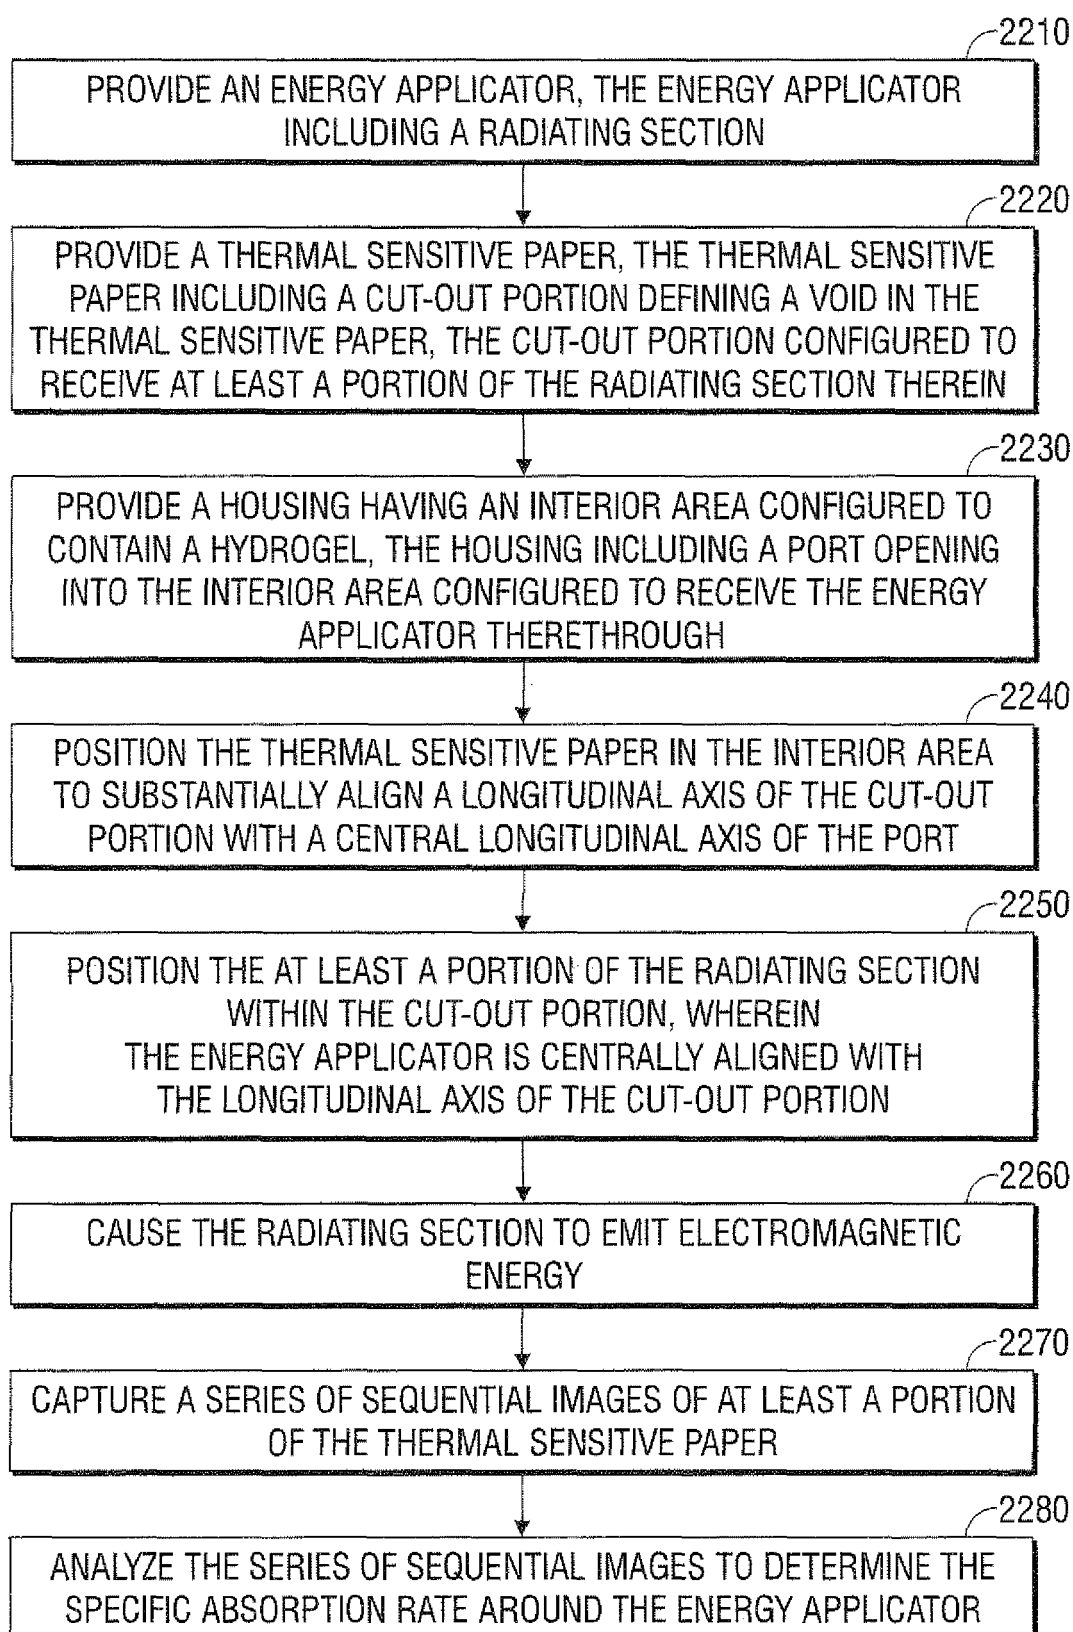 2210
PROVIDE AN ENERGY APPLICATOR, THE ENERGY APPLICATOR
INCLUDING A RADIATING SECTION
2220
PROVIDE A THERMAL SENSITIVE PAPER, THE THERMAL SENSITIVE
PAPER INCLUDING A CUT-OUT PORTION DEFINING A VOID IN THE
THERMAL SENSITIVE PAPER, THE CUT-OUT PORTION CONFIGURED TO
RECEIVE AT LEAST A PORTION OF THE RADIATING SECTION THEREIN
2230
PROVIDE A HOUSING HAVING AN INTERIOR AREA CONFIGURED TO
CONTAIN A HYDROGEL, THE HOUSING INCLUDING A PORT OPENING
INTO THE INTERIOR AREA CONFIGURED TO RECEIVE THE ENERGY
APPLICATOR THERETHROUGH
2240
POSITION THE THERMAL SENSITIVE PAPER IN THE INTERIOR AREA
TO SUBSTANTIALLY ALIGN A LONGITUDINAL AXIS OF THE CUT-OUT
PORTION WITH A CENTRAL LONGITUDINAL AXIS OF THE PORT
2250
POSITION THE AT LEAST A PORTION OF THE RADIATING SECTION
WITHIN THE CUT-OUT PORTION, WHEREIN
THE ENERGY APPLICATOR IS CENTRALLY ALIGNED WITH
THE LONGITUDINAL AXIS OF THE CUT-OUT PORTION
2260
CAUSE THE RADIATING SECTION TO EMIT ELECTROMAGNETIC
ENERGY
2270
CAPTURE A SERIES OF SEQUENTIAL IMAGES OF AT LEAST A PORTION
OF THE THERMAL SENSITIVE PAPER
2280
ANALYZE THE SERIES OF SEQUENTIAL IMAGES TO DETERMINE THE
SPECIFIC ABSORPTION RATE AROUND THE ENERGY APPLICATOR